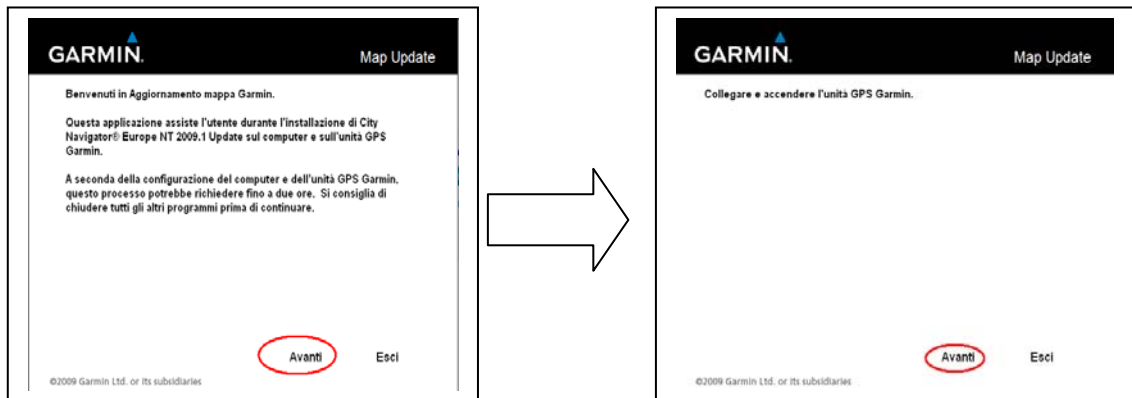 GARMIN.
Map Update
Benvenuti in Aggiornamento mappa Garmin.
Questa applicazione assiste l'utente durante l'installazione di City
Navigator® Europe NT 2009.1 Update sul computer e sull'unità GPS
Garmin.
A seconda della configurazione del computer e dell'unità GPS Garmin,
questo processo potrebbe richiedere fino a due ore. Si consiglia di
chiudere tutti gli altri programmi prima di continuare.
Avanti Esci
©2009 Garmin Ltd. or its subsidiaries
GARMIN.
Map Update
Collegare e accendere l'unità GPS Garmin.
Avanti Esci
©2009 Garmin Ltd. or its subsidiaries